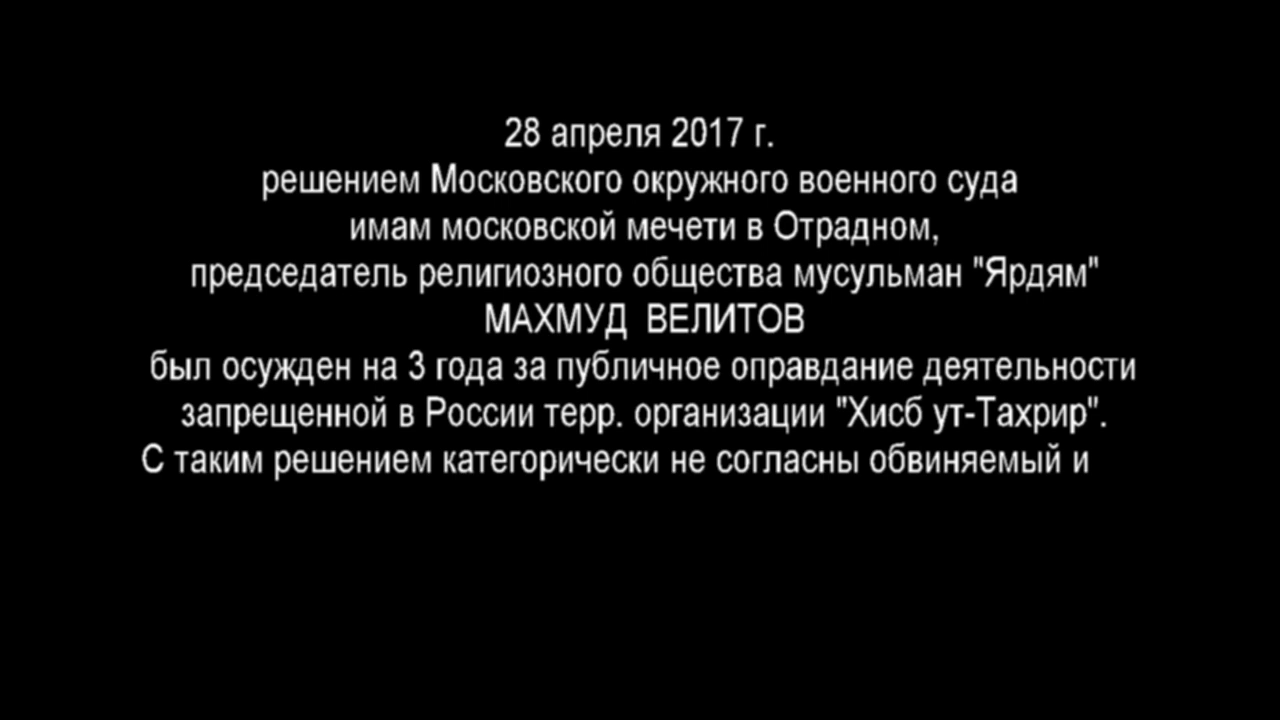 28 апреля 2017 г.
решением Московского окружного военного суда
имам московской мечети в Отрадном,
председатель религиозного общества мусульман "Ярдям"
МАХМУД ВЕЛИТОВ
был осужден на 3 года за публичное оправдание деятельности
запрещенной в России терр. организации "Хисб ут-Тахрир".
С таким решением категорически не согласны обвиняемый и